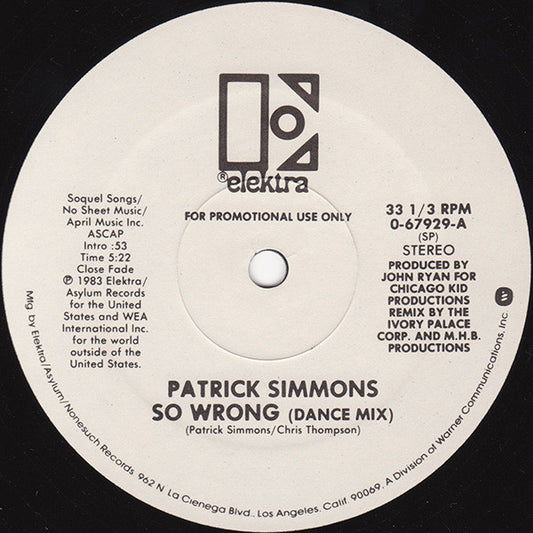 ® elektra
FOR PROMOTIONAL USE ONLY
Soquel Songs/
No Sheet Music/
April Music Inc.
ASCAP
Intro :53
Time 5:22
Close Fade
℗ 1983 Elektra/
Asylum Records
for the United
States and WEA
International Inc.
for the world
outside of the
United States.
33 1/3 RPM
0-67929-A
(SP)
STEREO
PRODUCED BY
JOHN RYAN FOR
CHICAGO KID
PRODUCTIONS
REMIX BY THE
IVORY PALACE
CORP. AND M.H.B.
PRODUCTIONS
PATRICK SIMMONS
SO WRONG (DANCE MIX)
(Patrick Simmons/Chris Thompson)
Mfg by Elektra/Asylum/Nonesuch Records 962 N La Cienega Blvd., Los Angeles, Calif. 90069. A Division of Warner Communications, Inc. W